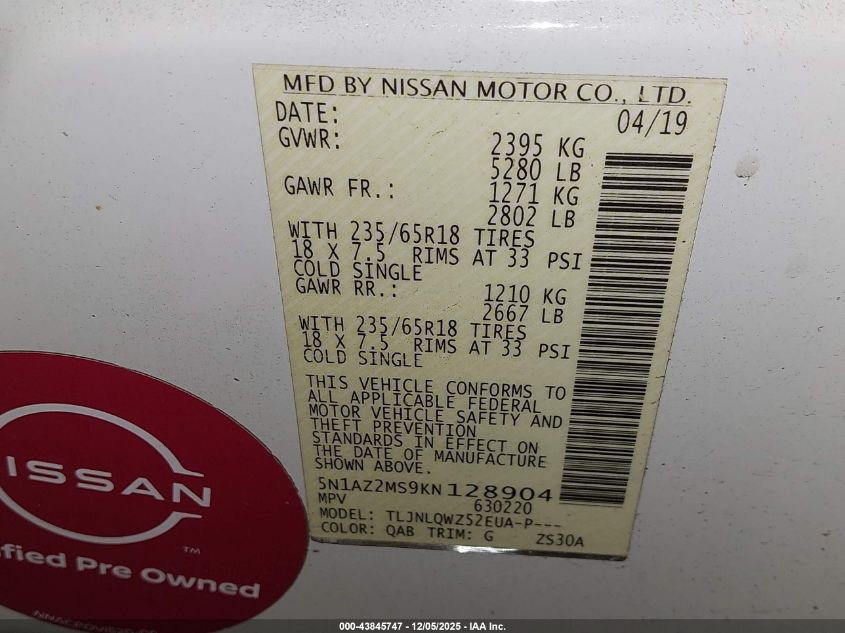 MFD BY NISSAN MOTOR CO., LTD.
DATE: 04/19
GVWR: 2395 KG
5280 LB
GAWR FR.: 1271 KG
2802 LB
WITH 235/65R18 TIRES
18 X 7.5 RIMS AT 33 PSI
COLD SINGLE
GAWR RR.: 1210 KG
2667 LB
WITH 235/65R18 TIRES
18 X 7.5 RIMS AT 33 PSI
COLD SINGLE
THIS VEHICLE CONFORMS TO
ALL APPLICABLE FEDERAL
MOTOR VEHICLE SAFETY AND
THEFT PREVENTION
STANDARDS IN EFFECT ON
THE DATE OF MANUFACTURE
SHOWN ABOVE.
5N1AZ2MS9KN128904
MPV 630220
MODEL: TLJNLQWZ52EUA-P---
COLOR: QAB TRIM: G ZS30A
NISSAN
TM
Pre Owned
000-43845747 - 12/05/2025 - IAA Inc.